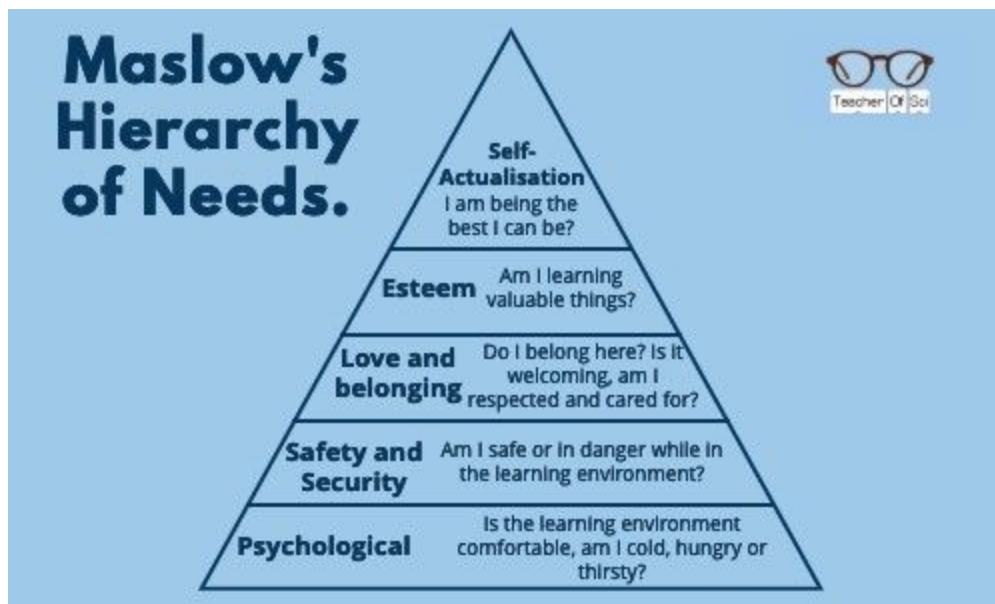 Maslow's
Hierarchy
of Needs.
Teacher Of Sci
Self-
Actualisation
I am being the
best I can be?
Esteem
Am I learning
valuable things?
Love and
belonging
Do I belong here? Is it
welcoming, am I
respected and cared for?
Safety and
Security
Am I safe or in danger while in
the learning environment?
Psychological
Is the learning environment
comfortable, am I cold, hungry or
thirsty?